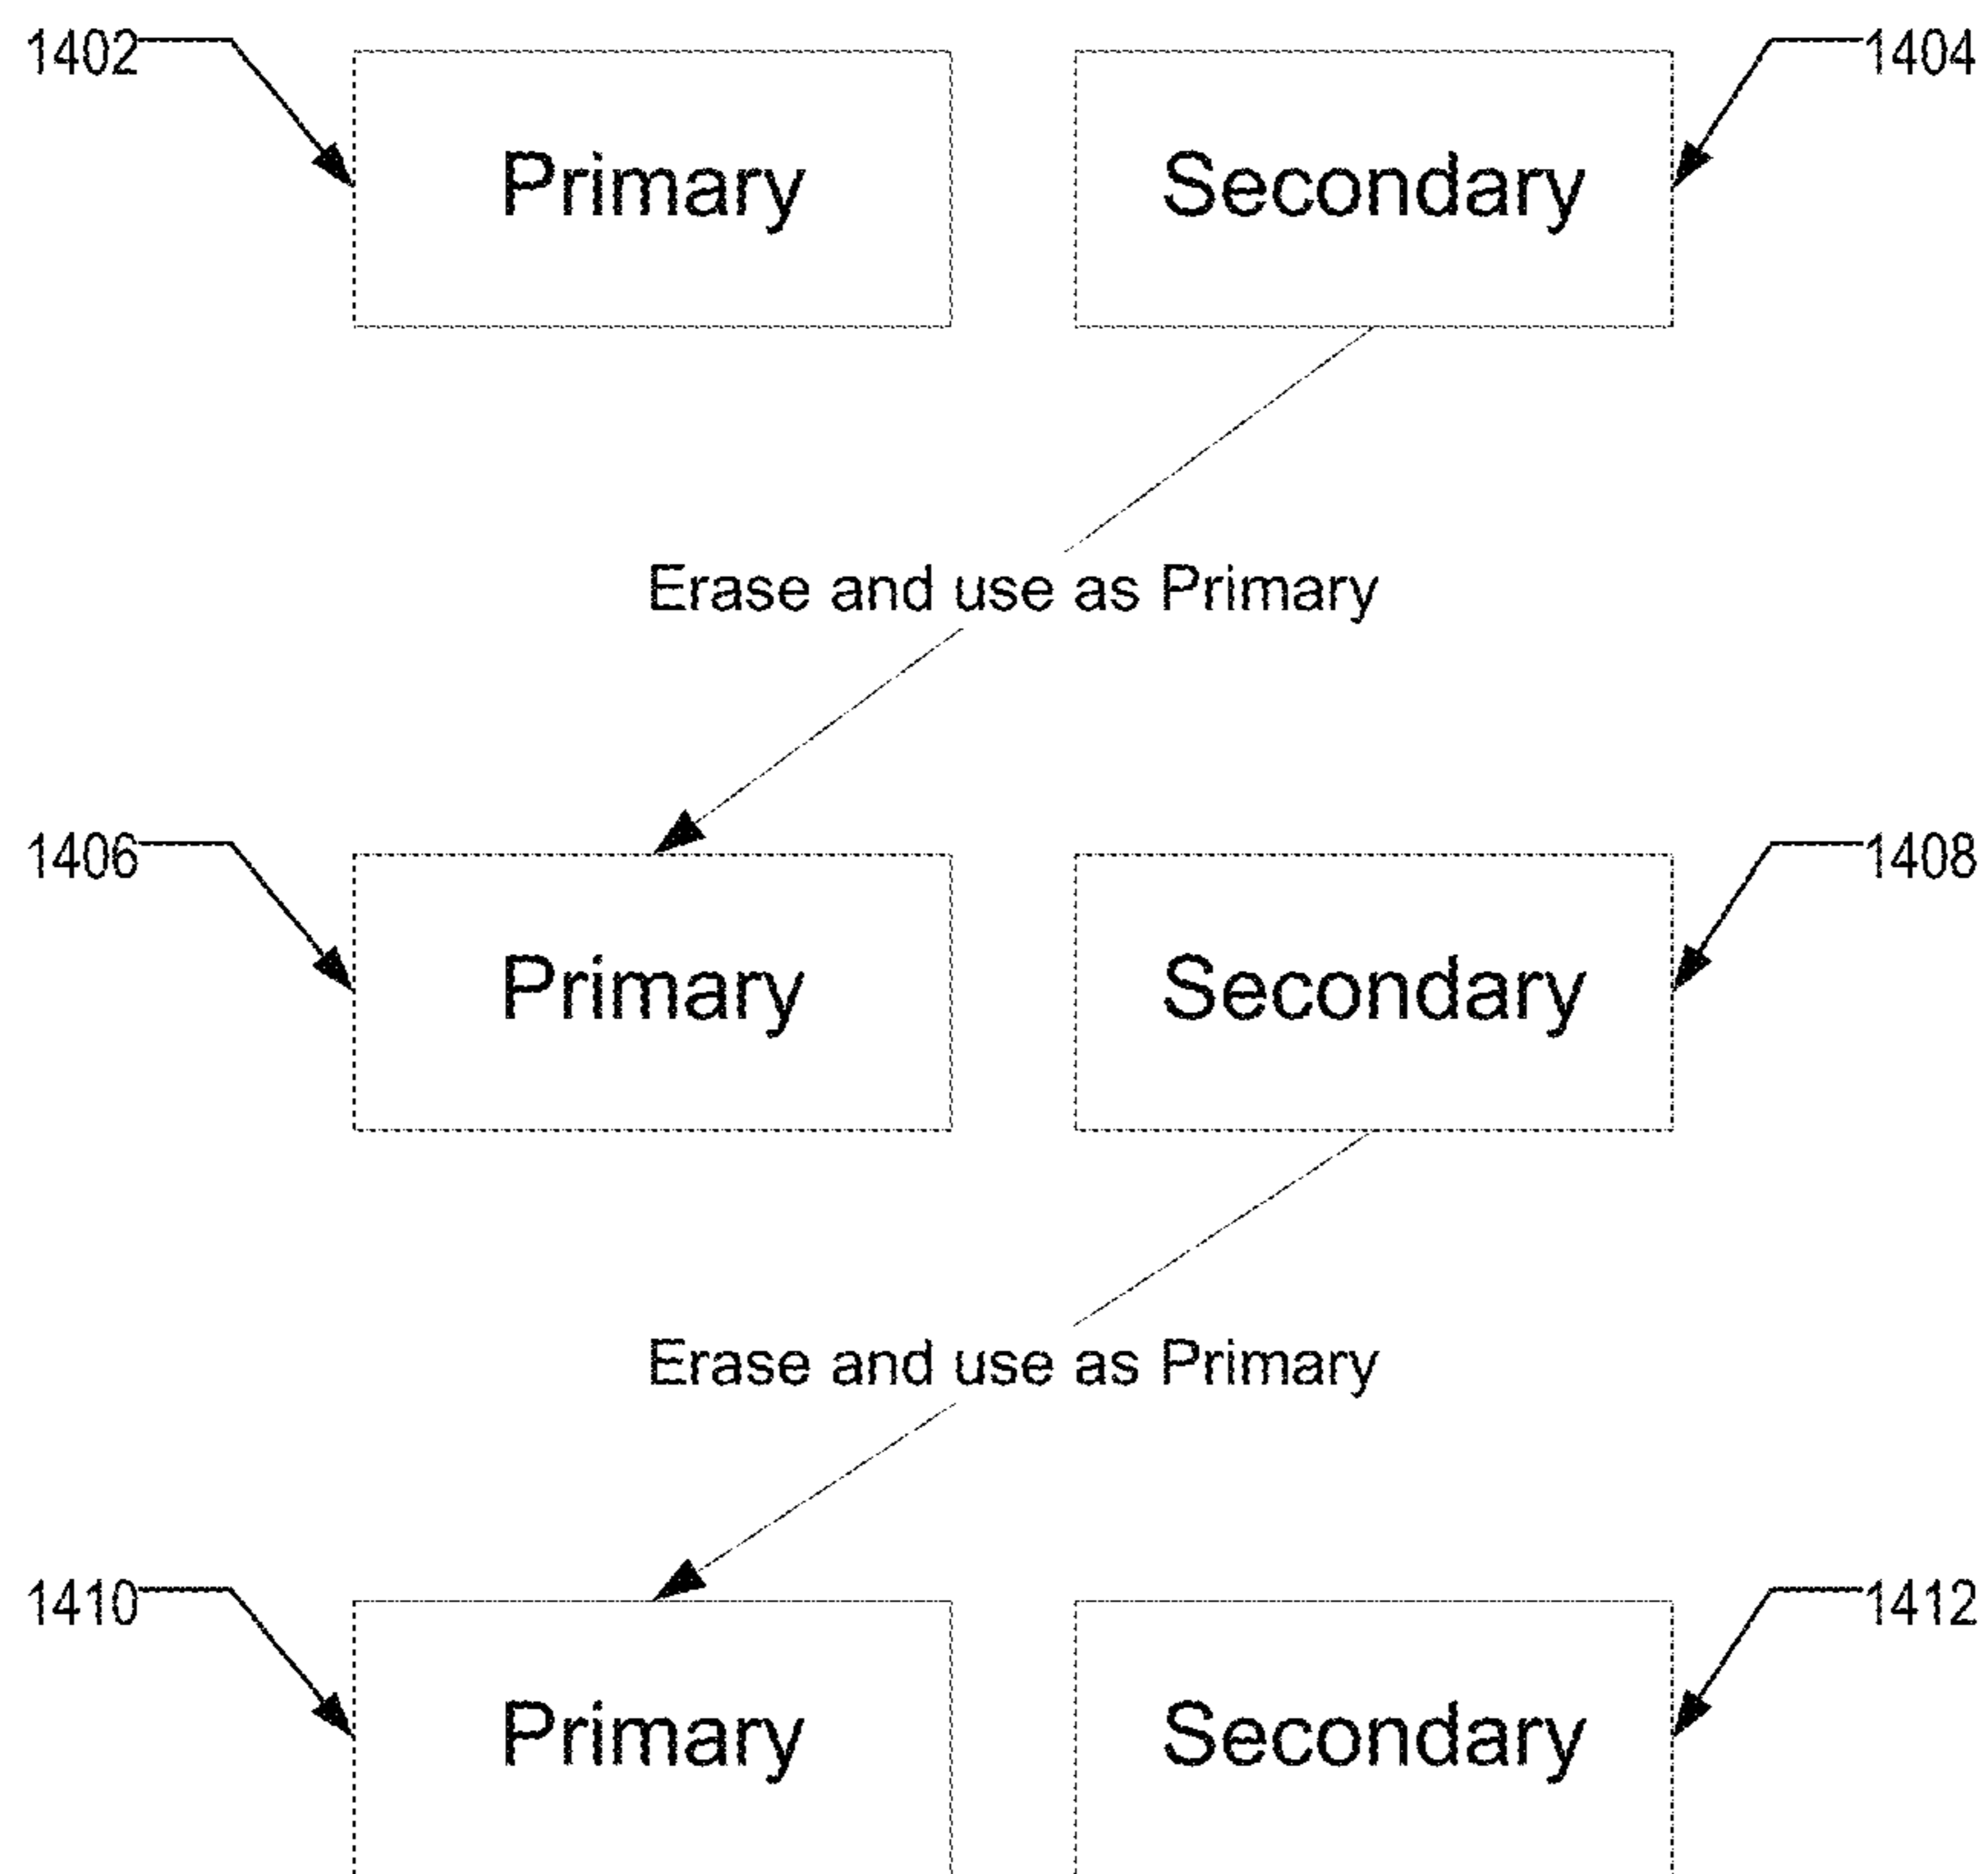 1402
1404
Primary
Secondary
Erase and use as Primary
1406
1408
Primary
Secondary
Erase and use as Primary
1410
1412
Primary
Secondary